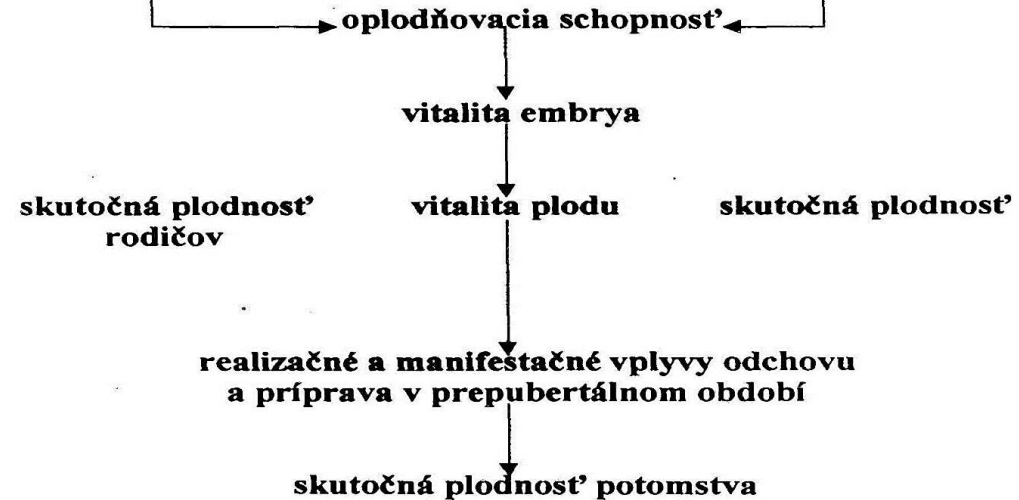 oplodňovacia schopnosť
vitalita embrya
skutočná plodnosť vitalita plodu skutočná plodnosť
rodičov
realizačné a manifestačné vplyvy odchovu
a príprava v prepubertálnom období
skutočná plodnosť potomstva